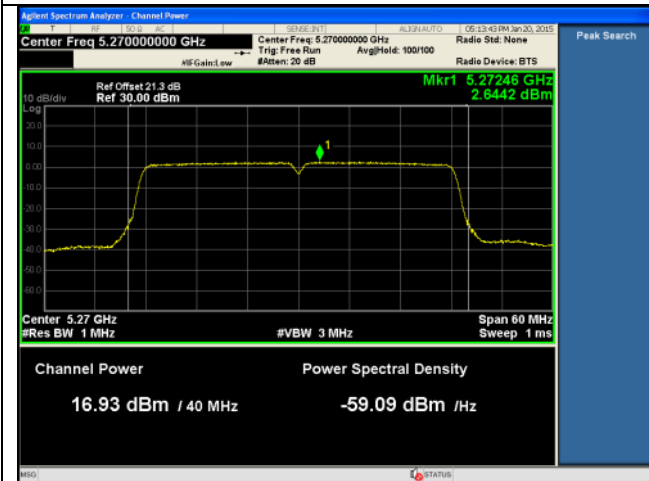 Agilent Spectrum Analyzer - Channel Power
T RF 50 Ω AC SENSE:INT ALIGN AUTO 05:13:43 PM Jan 20, 2015
Center Freq 5.270000000 GHz
Center Freq: 5.270000000 GHz
Radio Std: None
Trig: Free Run Avg|Hold: 100/100
#IFGain:Low
#Atten: 20 dB
Radio Device: BTS
Peak Search
Mkr1 5.27246 GHz
2.6442 dBm
Ref Offset 21.3 dB
10 dB/div Ref 30.00 dBm
Log
20.0
10.0
1
0.00
-10.0
-20.0
-30.0
-40.0
-50.0
-60.0
Center 5.27 GHz
Span 60 MHz
#Res BW 1 MHz
#VBW 3 MHz
Sweep 1 ms
Channel Power
Power Spectral Density
16.93 dBm / 40 MHz
-59.09 dBm /Hz
MSG
STATUS